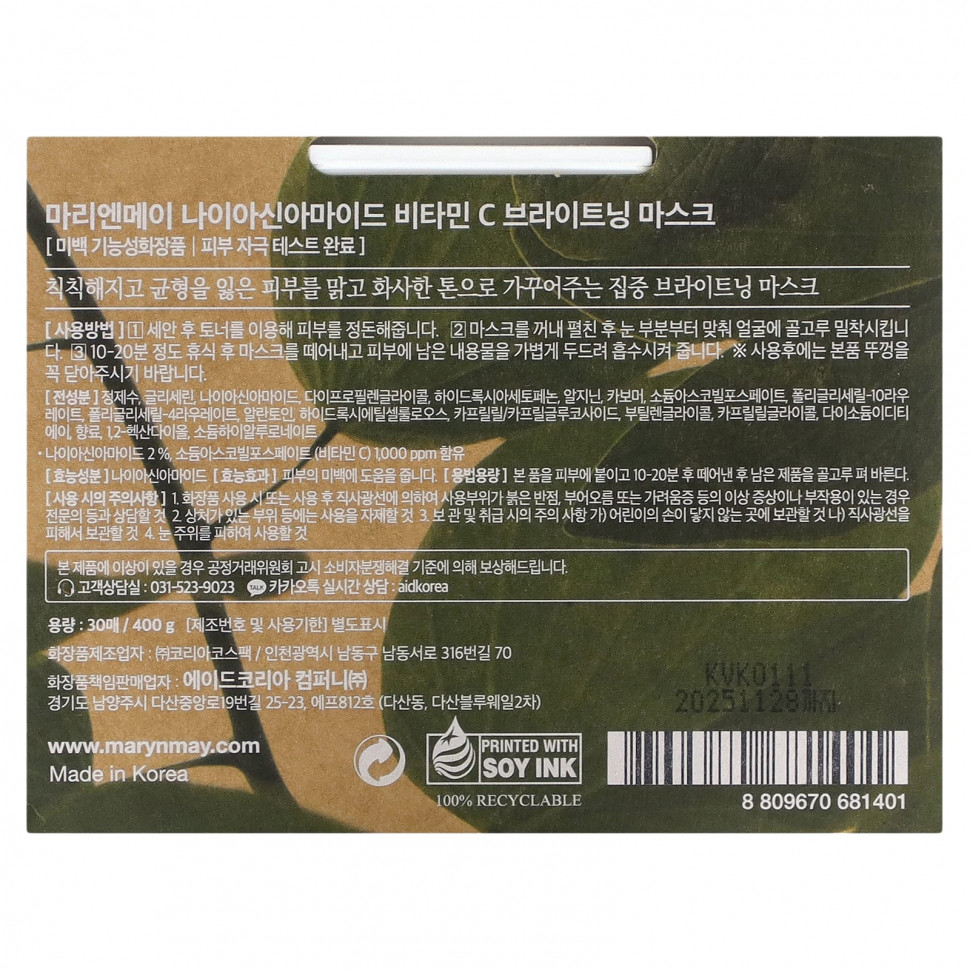 마리엔메이 나이아신아마이드 비타민 C 브라이트닝 마스크
[ 미백 기능성화장품 | 피부 자극 테스트 완료 ]
칙칙해지고 균형을 잃은 피부를 맑고 화사한 톤으로 가꾸어주는 집중 브라이트닝 마스크
[ 사용방법 ] 1 세안 후 토너를 이용해 피부를 정돈해줍니다. 2 마스크를 꺼내 펼친 후 눈 부분부터 맞춰 얼굴에 골고루 밀착시킵니
다. 3 10-20분 정도 휴식 후 마스크를 떼어내고 피부에 남은 내용물을 가볍게 두드려 흡수시켜 줍니다. ※ 사용후에는 본품 뚜껑을
꼭 닫아주시기 바랍니다.
[ 전성분 ] 정제수, 글리세린, 나이아신아마이드, 다이프로필렌글라이콜, 하이드록시아세토페논, 알지닌, 카보머, 소듐아스코빌포스페이트, 폴리글리세릴-10라우
레이트, 폴리글리세릴-4라우레이트, 알란토인, 하이드록시에틸셀룰로오스, 카프릴릴/카프릴글루코사이드, 부틸렌글라이콜, 카프릴릴글라이콜, 다이소듐이디티
에이, 향료, 1,2-헥산다이올, 소듐하이알루로네이트
• 나이아신아마이드 2 %, 소듐아스코빌포스페이트 (비타민 C) 1,000 ppm 함유
[ 효능성분 ] 나이아신아마이드 [ 효능효과 ] 피부의 미백에 도움을 줍니다. [ 용법용량 ] 본 품을 피부에 붙이고 10-20분 후 떼어낸 후 남은 제품을 골고루 펴 바른다.
[ 사용 시의 주의사항 ] 1. 화장품 사용 시 또는 사용 후 직사광선에 의하여 사용부위가 붉은 반점, 부어오름 또는 가려움증 등의 이상 증상이나 부작용이 있는 경우
전문의 등과 상담할 것 2. 상처가 있는 부위 등에는 사용을 자제할 것 3. 보 관 및 취급 시의 주의 사항 가) 어린이의 손이 닿지 않는 곳에 보관할 것 나) 직사광선을
피해서 보관할 것 4. 눈 주위를 피하여 사용할 것
본 제품에 이상이 있을 경우 공정거래위원회 고시 소비자분쟁해결 기준에 의해 보상해드립니다.
고객상담실 : 031-523-9023 TALK 카카오톡 실시간 상담 : aidkorea
용량 : 30매 / 400 g [제조번호 및 사용기한] 별도표시
화장품제조업자 : ㈜코리아코스팩 / 인천광역시 남동구 남동서로 316번길 70
화장품책임판매업자 : 에이드코리아 컴퍼니㈜
경기도 남양주시 다산중앙로19번길 25-23, 에프812호 (다산동, 다산블루웨일2차)
KVK0111
20251128까지
www.marynmay.com
Made in Korea
PRINTED WITH
SOY INK
100% RECYCLABLE
8 809670 681401